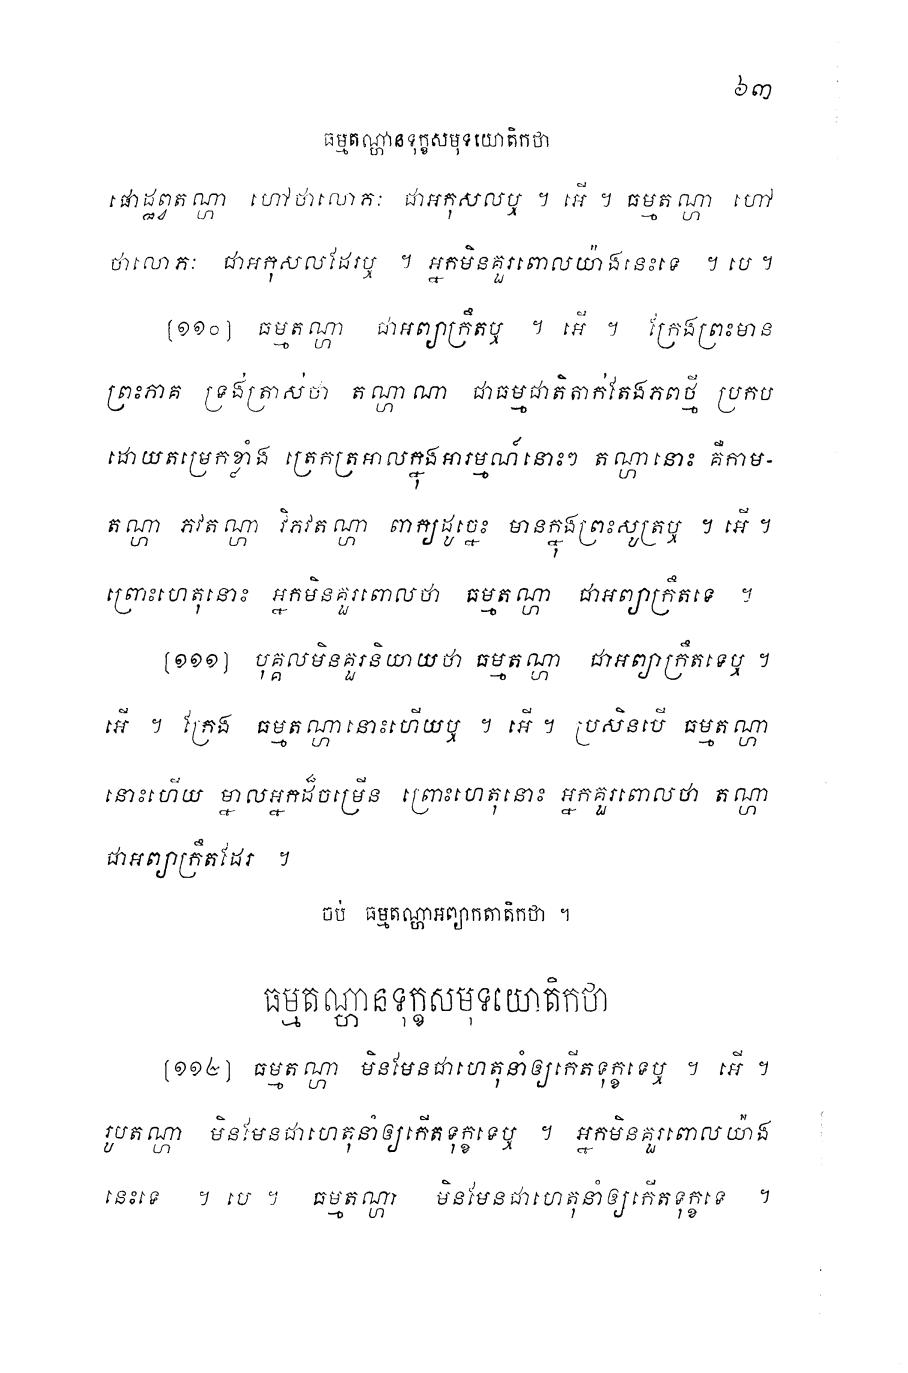 ៦៣
ធម្មតណ្ហានទុក្ខសមុទយោតិកថា
ផោដ្ឋព្វតណ្ហា ហៅថាលោភៈ ជាអកុសលឬ ។ អើ ។ ធម្មតណ្ហា ហៅ
ថាលោភៈ ជាអកុសលដែរឬ ។ អ្នកមិនគួរពោលយ៉ាងនេះទេ ។ បេ ។
(១១០) ធម្មតណ្ហា ជាអព្យាក្រឹតឬ ។ អើ ។ ក្រែងព្រះមាន
ព្រះភាគ ទ្រង់ត្រាស់ថា តណ្ហាណា ជាធម្មជាតិតាក់តែងភពថ្មី ប្រកប
ដោយតម្រេកខ្លាំង ត្រេកត្រអាលក្នុងអារម្មណ៍នោះៗ តណ្ហានោះ គឺកាម-
តណ្ហា ភវតណ្ហា វិភវតណ្ហា ពាក្យដូច្នេះ មានក្នុងព្រះសូត្រឬ ។ អើ ។
ព្រោះហេតុនោះ អ្នកមិនគួរពោលថា ធម្មតណ្ហា ជាអព្យាក្រឹតទេ ។
(១១១) បុគ្គលមិនគួរនិយាយថា ធម្មតណ្ហា ជាអព្យាក្រឹតទេឬ ។
អើ ។ ក្រែង ធម្មតណ្ហានោះហើយឬ ។ អើ ។ ប្រសិនបើ ធម្មតណ្ហា
នោះហើយ ម្នាលអ្នកដ៏ចម្រើន ព្រោះហេតុនោះ អ្នកគួរពោលថា តណ្ហា
ជាអព្យាក្រឹតដែរ ។
ចប់ ធម្មតណ្ហាអព្យាកតាតិកថា ។
ធម្មតណ្ហានទុក្ខសមុទយោតិកថា
(១១២) ធម្មតណ្ហា មិនមែនជាហេតុនាំឲ្យកើតទុក្ខទេឬ ។ អើ ។
រូបតណ្ហា មិនមែនជាហេតុនាំឲ្យកើតទុក្ខទេឬ ។ អ្នកមិនគួរពោលយ៉ាង
នេះទេ ។ បេ ។ ធម្មតណ្ហា មិនមែនជាហេតុនាំឲ្យកើតទុក្ខទេ ។